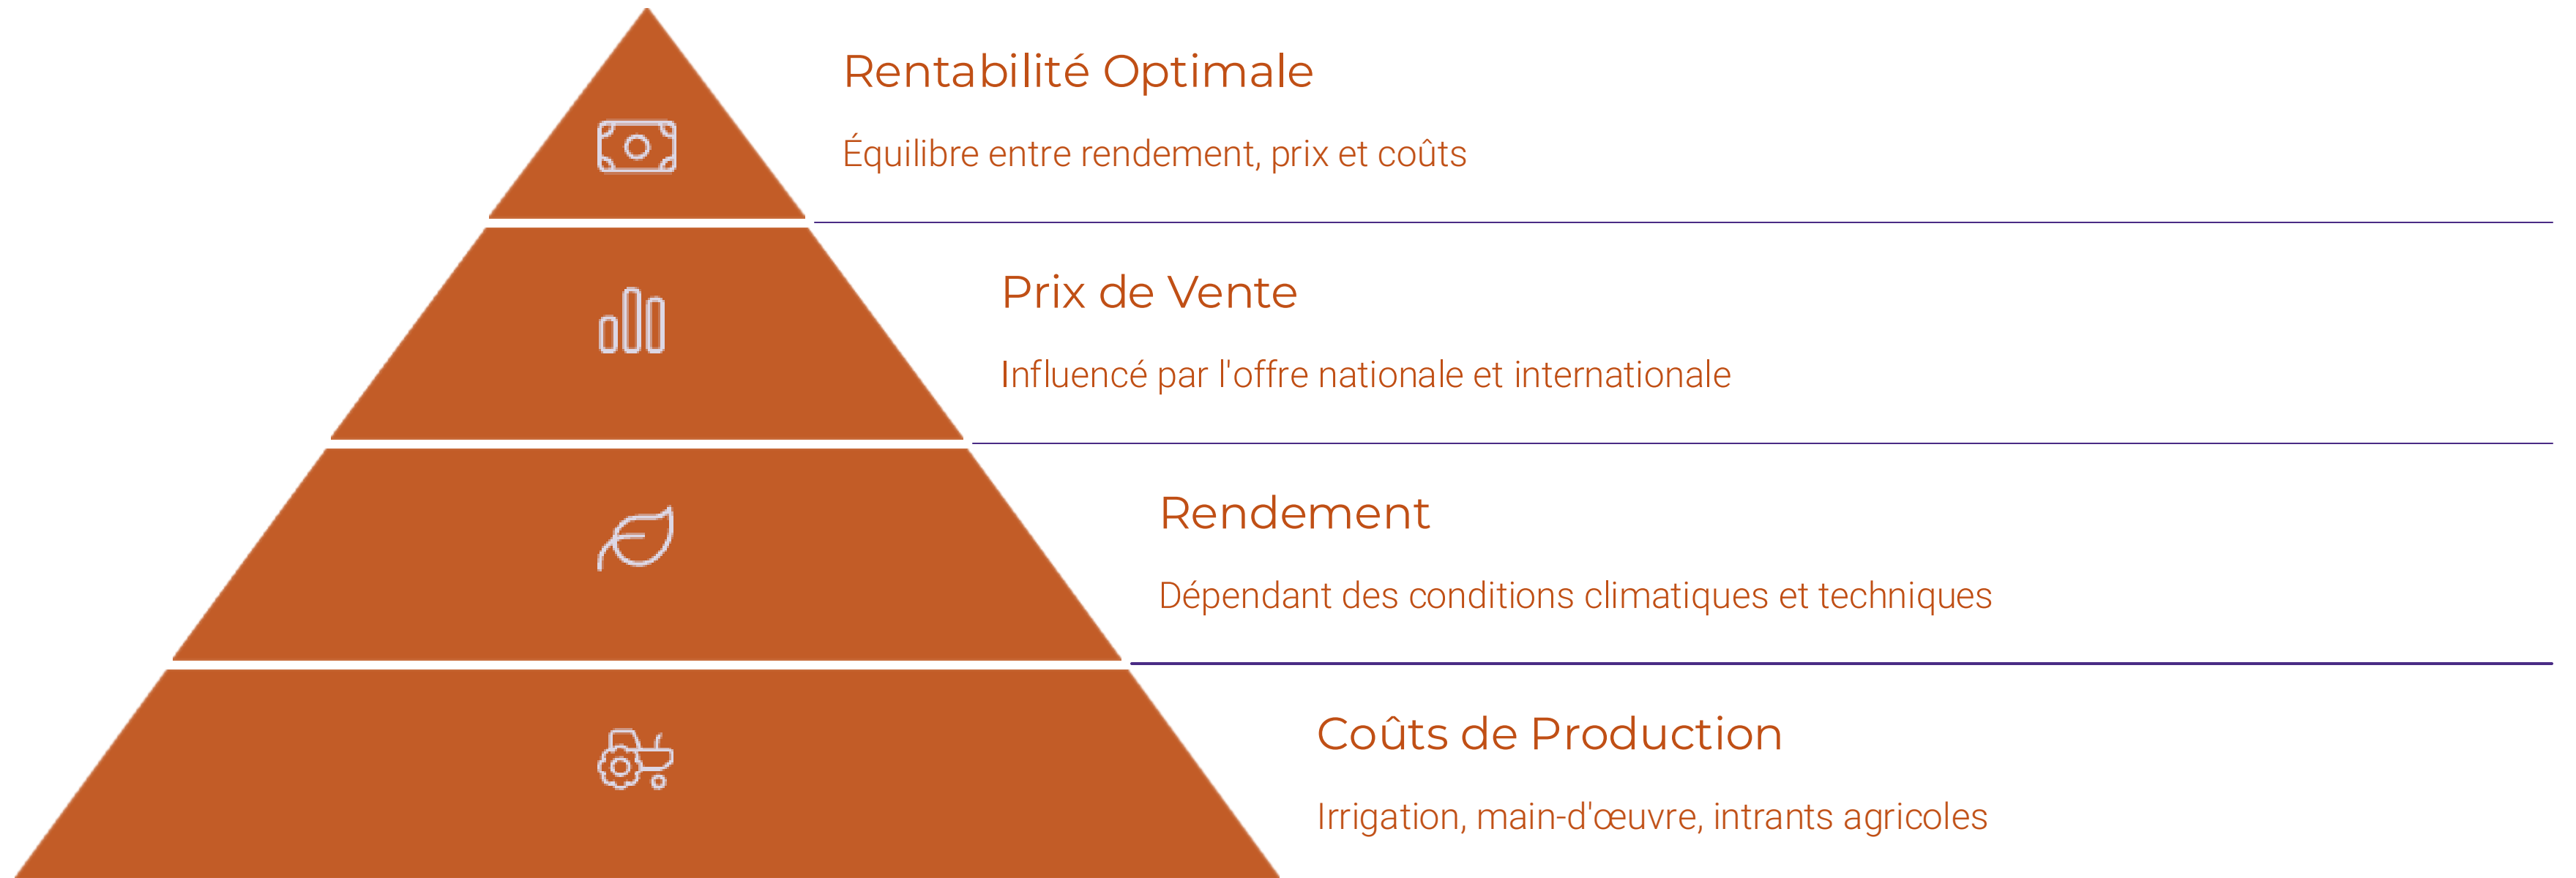 Rentabilité Optimale
Équilibre entre rendement, prix et coûts
Prix de Vente
Influencé par l'offre nationale et internationale
Rendement
Dépendant des conditions climatiques et techniques
Coûts de Production
Irrigation, main-d'œuvre, intrants agricoles